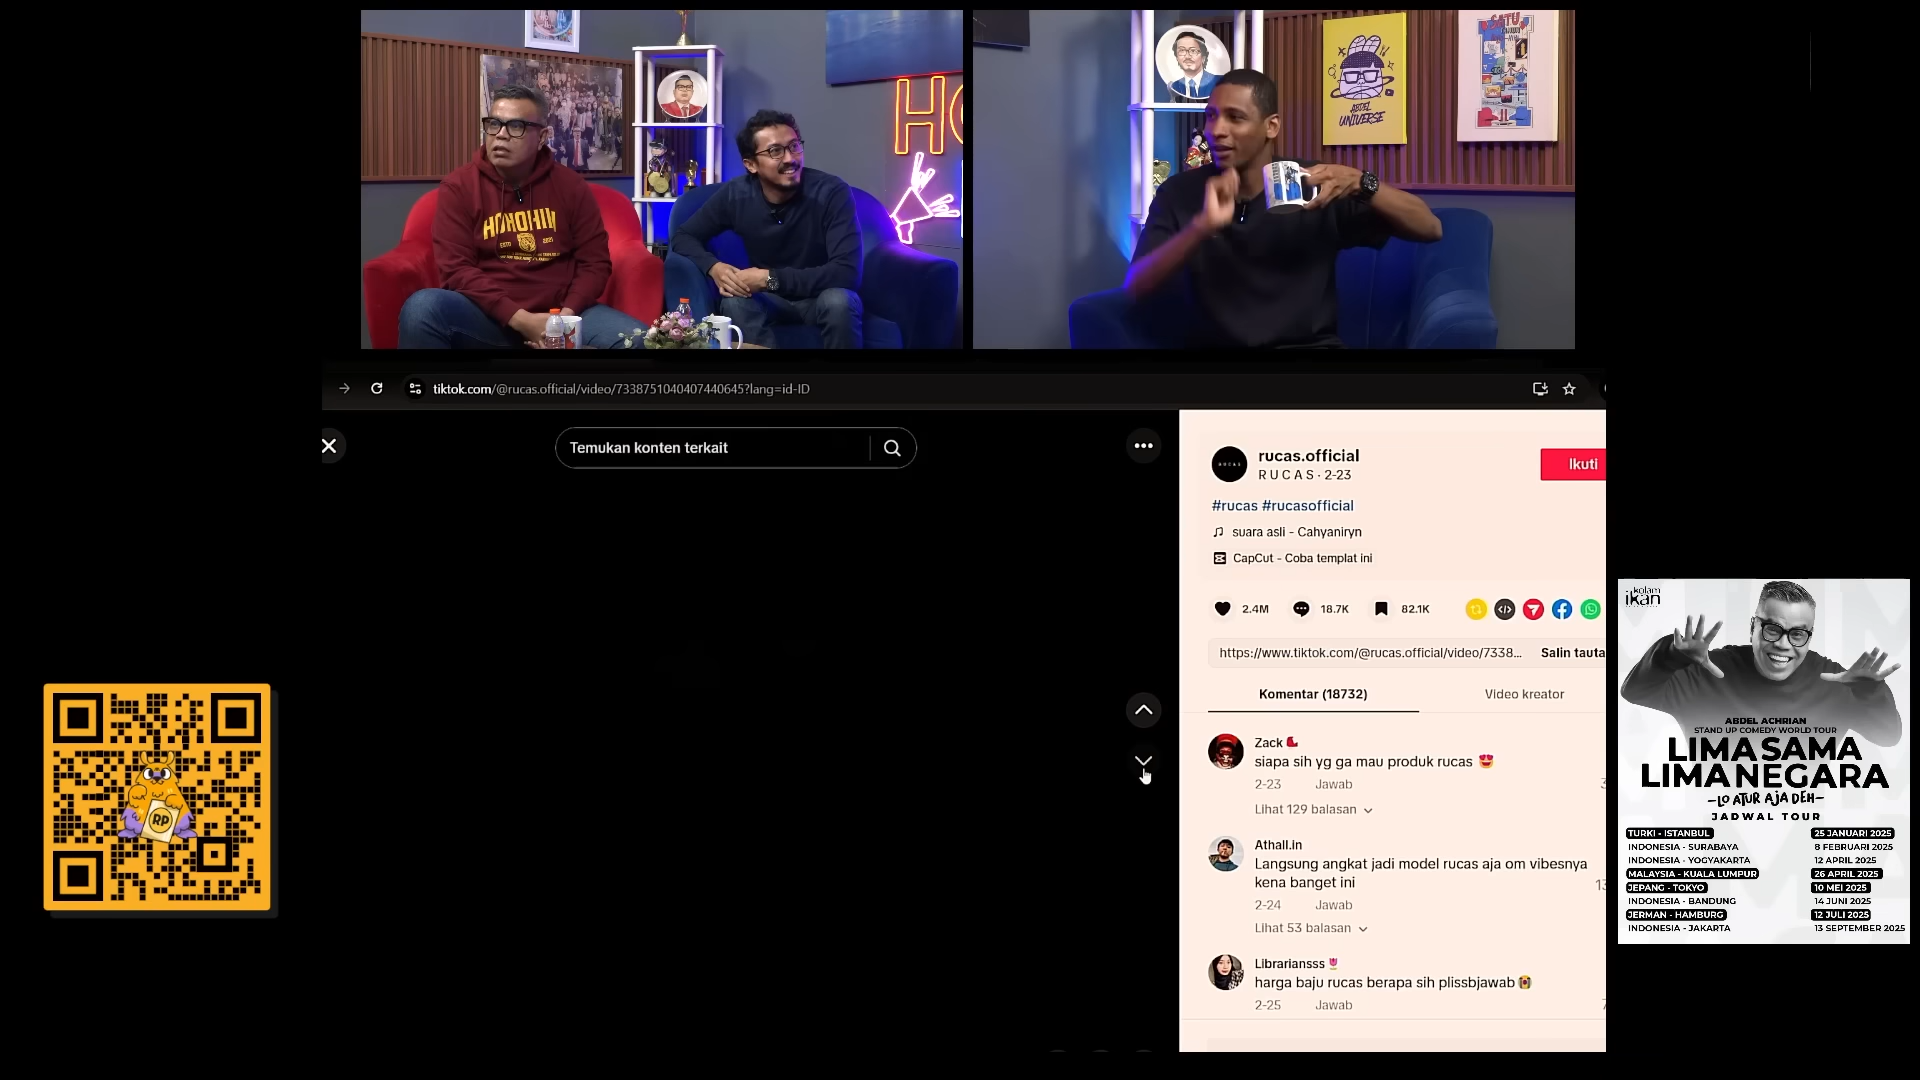 HOROHIN
HO
ABDEL
UNIVERSE
SATU
tiktok.com/@rucas.official/video/7338751040407440645?lang=id-ID
Temukan konten terkait
rucas.official
R U C A S · 2-23
Ikuti
#rucas #rucasofficial
suara asli - Cahyaniryn
CapCut - Coba templat ini
2.4M
18.7K
82.1K
https://www.tiktok.com/@rucas.official/video/7338...
Salin tauta
Komentar (18732)
Video kreator
Zack
siapa sih yg ga mau produk rucas 😍
2-23
Jawab
Lihat 129 balasan
Athall.in
Langsung angkat jadi model rucas aja om vibesnya
kena banget ini
2-24
Jawab
Lihat 53 balasan
Librariansss🌷
harga baju rucas berapa sih plissbjawab😭
2-25
Jawab
RP
kolam
ikan
ABDEL ACHRIAN
STAND UP COMEDY WORLD TOUR
LIMA SAMA
LIMA NEGARA
-LO ATUR AJA DEH-
JADWAL TOUR
TURKI - ISTANBUL 25 JANUARI 2025
INDONESIA - SURABAYA 8 FEBRUARI 2025
INDONESIA - YOGYAKARTA 12 APRIL 2025
MALAYSIA - KUALA LUMPUR 26 APRIL 2025
JEPANG - TOKYO 10 MEI 2025
INDONESIA - BANDUNG 14 JUNI 2025
JERMAN - HAMBURG 12 JULI 2025
INDONESIA - JAKARTA 13 SEPTEMBER 2025